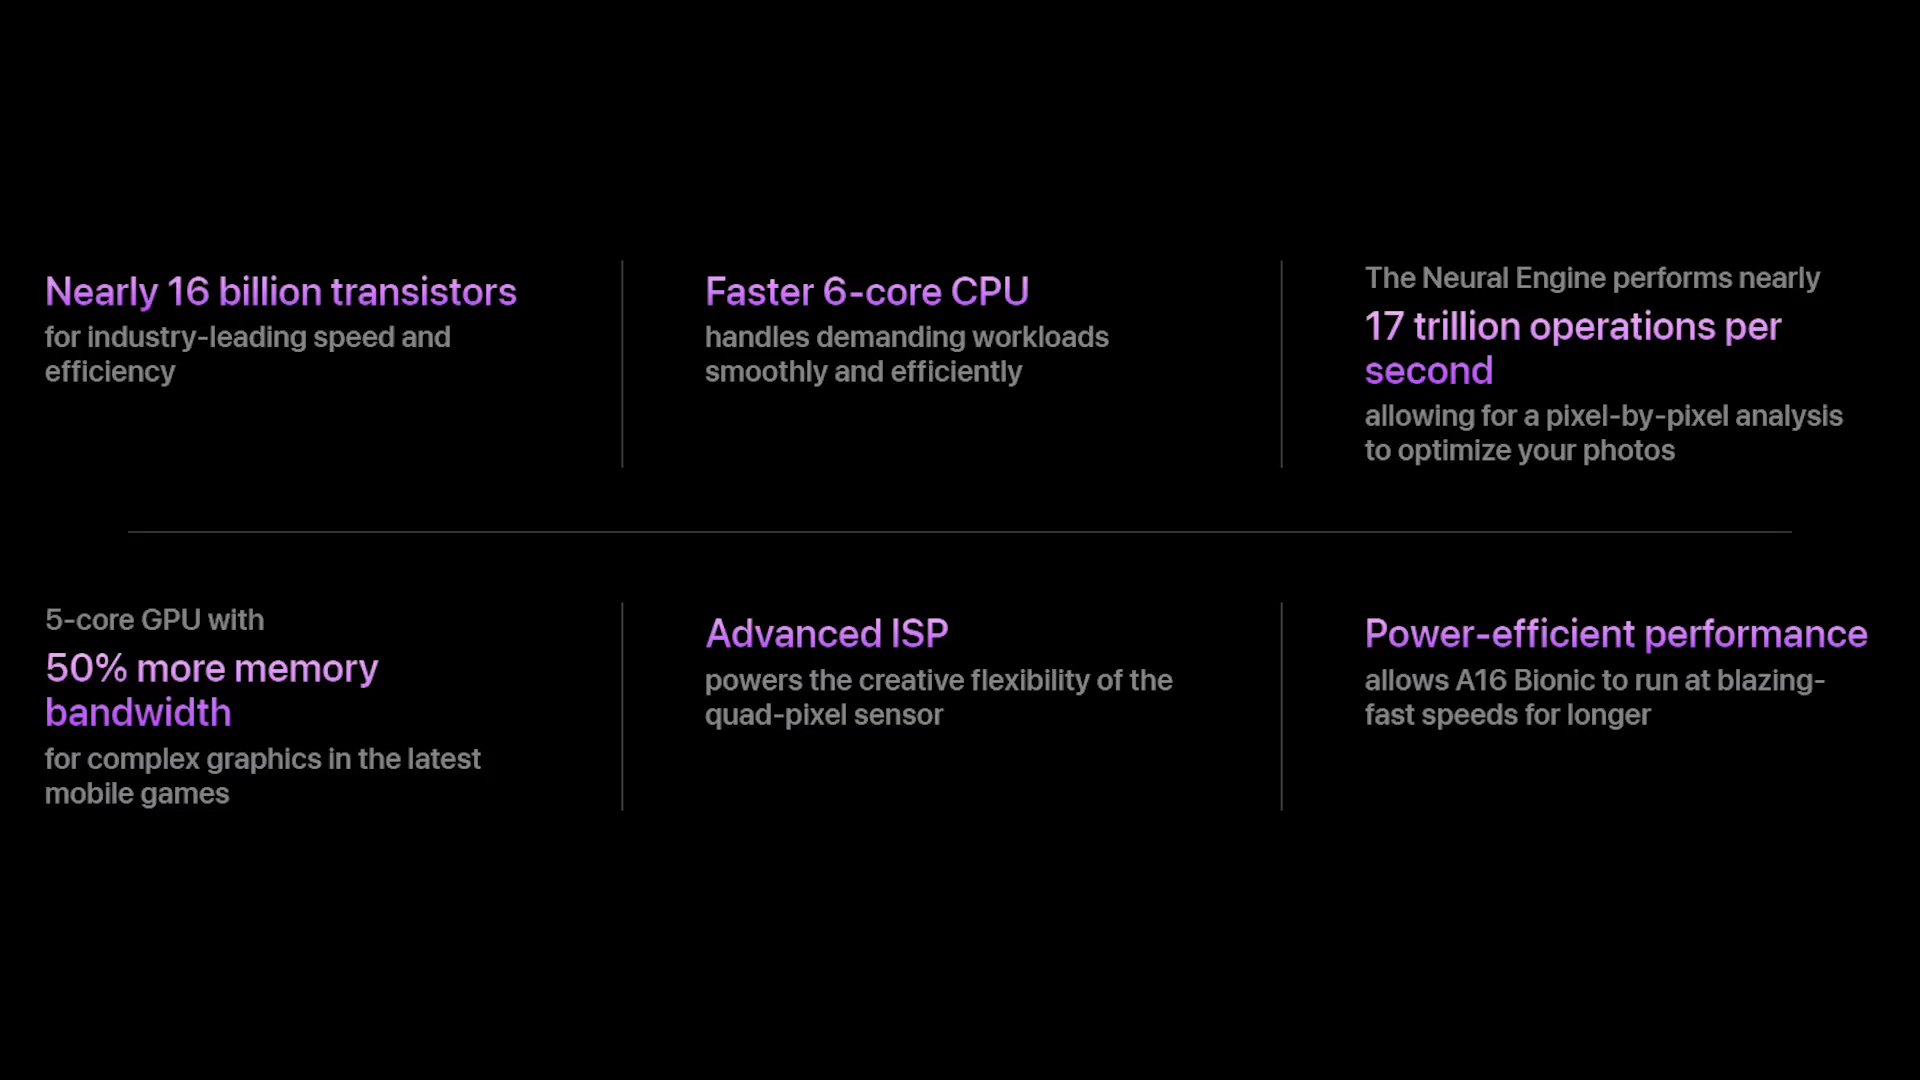 Nearly 16 billion transistors
for industry-leading speed and
efficiency
Faster 6-core CPU
handles demanding workloads
smoothly and efficiently
The Neural Engine performs nearly
17 trillion operations per
second
allowing for a pixel-by-pixel analysis
to optimize your photos
5-core GPU with
50% more memory
bandwidth
for complex graphics in the latest
mobile games
Advanced ISP
powers the creative flexibility of the
quad-pixel sensor
Power-efficient performance
allows A16 Bionic to run at blazing-
fast speeds for longer